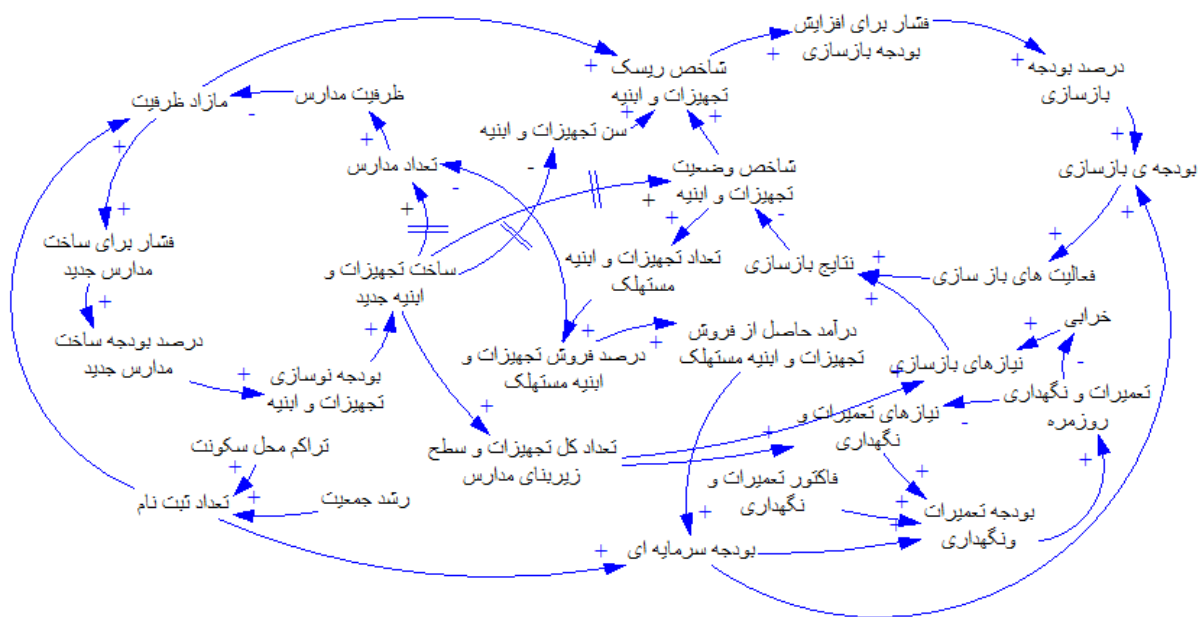 فشار برای افزایش
بودجه بازسازی
شاخص ریسک
تجهیزات و ابنیه
درصد بودجه
بازسازی
مازاد ظرفیت
ظرفیت مدارس
سن تجهیزات و ابنیه
تعداد مدارس
شاخص وضعیت
تجهیزات و ابنیه
بودجه ی بازسازی
فشار برای ساخت
مدارس جدید
ساخت تجهیزات و
ابنیه جدید
تعداد تجهیزات و ابنیه
مستهلک
نتایج بازسازی
فعالیت های باز سازی
درصد بودجه ساخت
مدارس جدید
بودجه نوسازی
تجهیزات و ابنیه
درصد فروش تجهیزات و
ابنیه مستهلک
درآمد حاصل از فروش
تجهیزات و ابنیه مستهلک
خرابی
نیازهای بازسازی
تعمیرات و نگهداری
روزمره
نیازهای تعمیرات و
نگهداری
تراکم محل سکونت
تعداد کل تجهیزات و سطح
زیربنای مدارس
فاکتور تعمیرات و
نگهداری
تعداد ثبت نام
رشد جمعیت
بودجه تعمیرات
ونگهداری
بودجه سرمایه ای